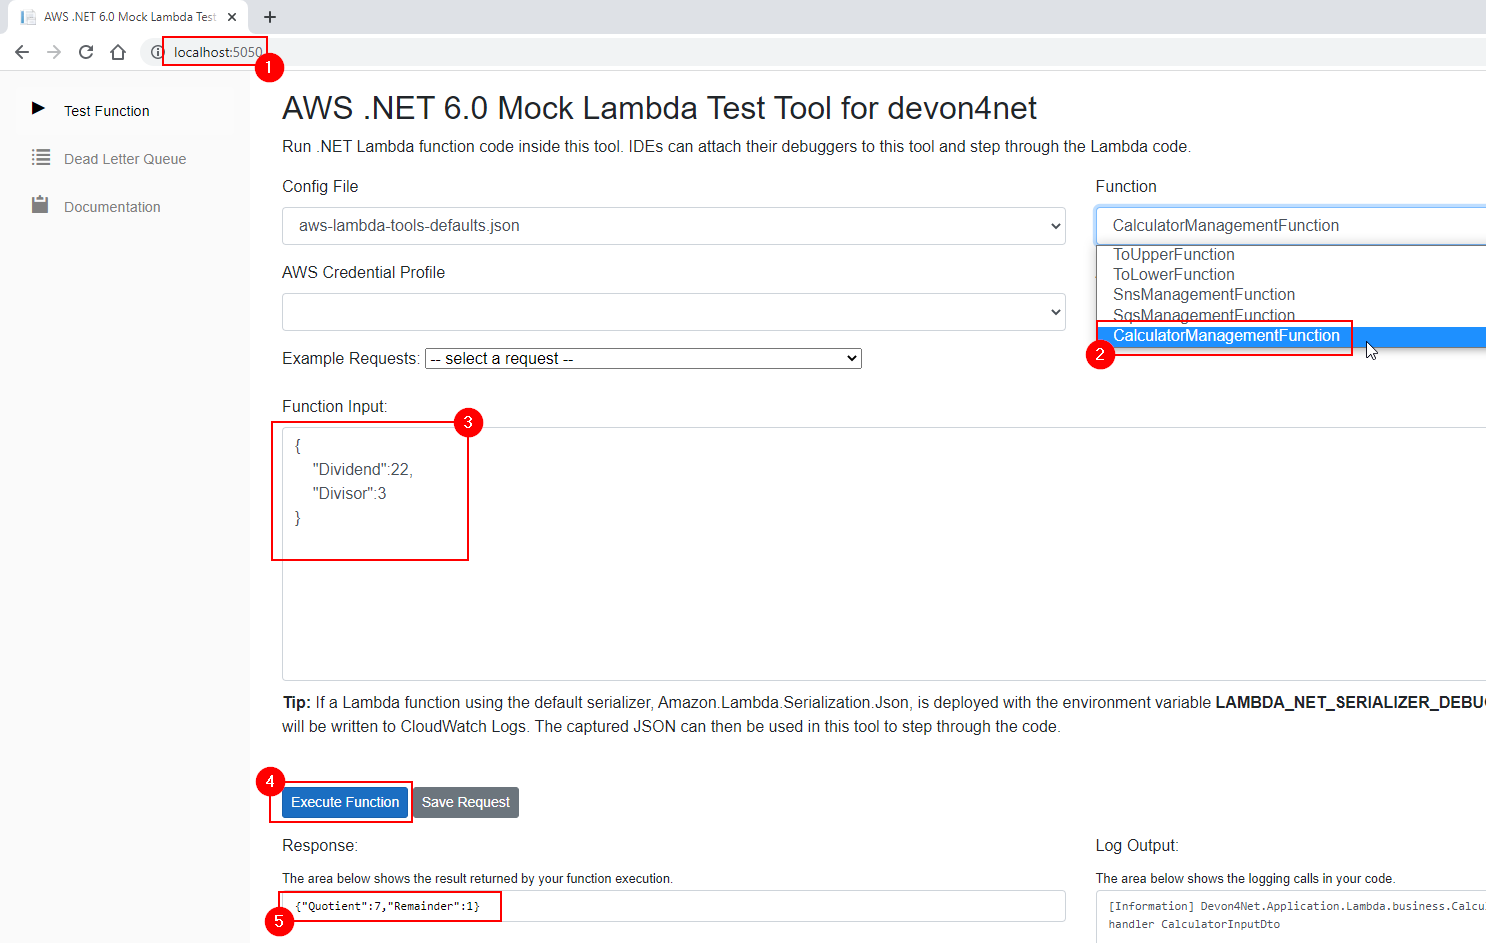 AWS .NET 6.0 Mock Lambda Test
localhost:5050
1
Test Function
Dead Letter Queue
Documentation
AWS .NET 6.0 Mock Lambda Test Tool for devon4net
Run .NET Lambda function code inside this tool. IDEs can attach their debuggers to this tool and step through the Lambda code.
Config File
aws-lambda-tools-defaults.json
Function
CalculatorManagementFunction
ToUpperFunction
ToLowerFunction
SnsManagementFunction
SqsManagementFunction
CalculatorManagementFunction
2
AWS Credential Profile
Example Requests: -- select a request --
Function Input:
3
{
"Dividend":22,
"Divisor":3
}
Tip: If a Lambda function using the default serializer, Amazon.Lambda.Serialization.Json, is deployed with the environment variable LAMBDA_NET_SERIALIZER_DEBU
will be written to CloudWatch Logs. The captured JSON can then be used in this tool to step through the code.
4
Execute Function Save Request
Response:
The area below shows the result returned by your function execution.
{"Quotient":7,"Remainder":1}
5
Log Output:
The area below shows the logging calls in your code.
[Information] Devon4Net.Application.Lambda.business.Calcu
handler CalculatorInputDto